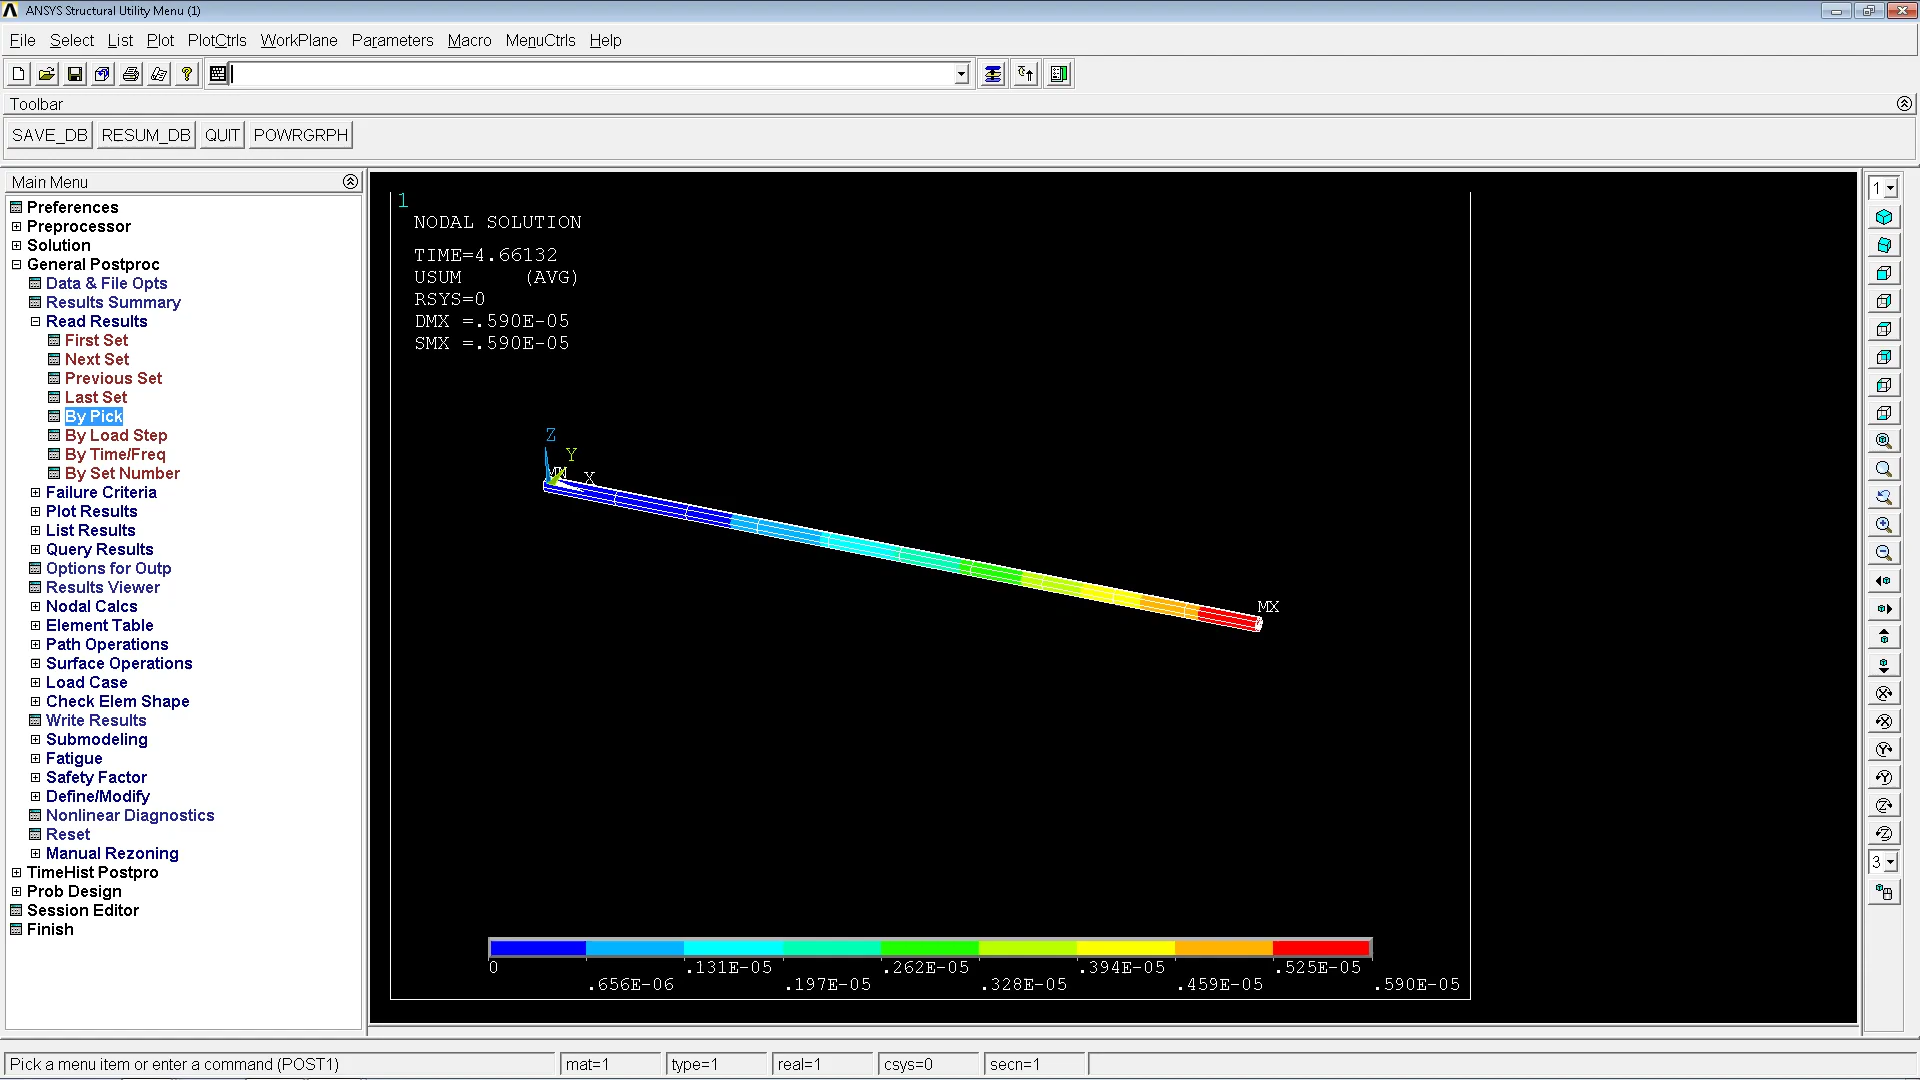 ANSYS Structural Utility Menu (1)
File Select List Plot PlotCtrls WorkPlane Parameters Macro MenuCtrls Help
Toolbar
SAVE_DB RESUM_DB QUIT POWRGRPH
Main Menu
Preferences
Preprocessor
Solution
General Postproc
Data & File Opts
Results Summary
Read Results
First Set
Next Set
Previous Set
Last Set
By Pick
By Load Step
By Time/Freq
By Set Number
Failure Criteria
Plot Results
List Results
Query Results
Options for Outp
Results Viewer
Nodal Calcs
Element Table
Path Operations
Surface Operations
Load Case
Check Elem Shape
Write Results
Submodeling
Fatigue
Safety Factor
Define/Modify
Nonlinear Diagnostics
Reset
Manual Rezoning
TimeHist Postpro
Prob Design
Session Editor
Finish
1
NODAL SOLUTION
TIME=4.66132
USUM (AVG)
RSYS=0
DMX =.590E-05
SMX =.590E-05
Z
Y
X
MX
0 .131E-05 .262E-05 .394E-05 .525E-05
.656E-06 .197E-05 .328E-05 .459E-05 .590E-05
1
3
Pick a menu item or enter a command (POST1) mat=1 type=1 real=1 csys=0 secn=1